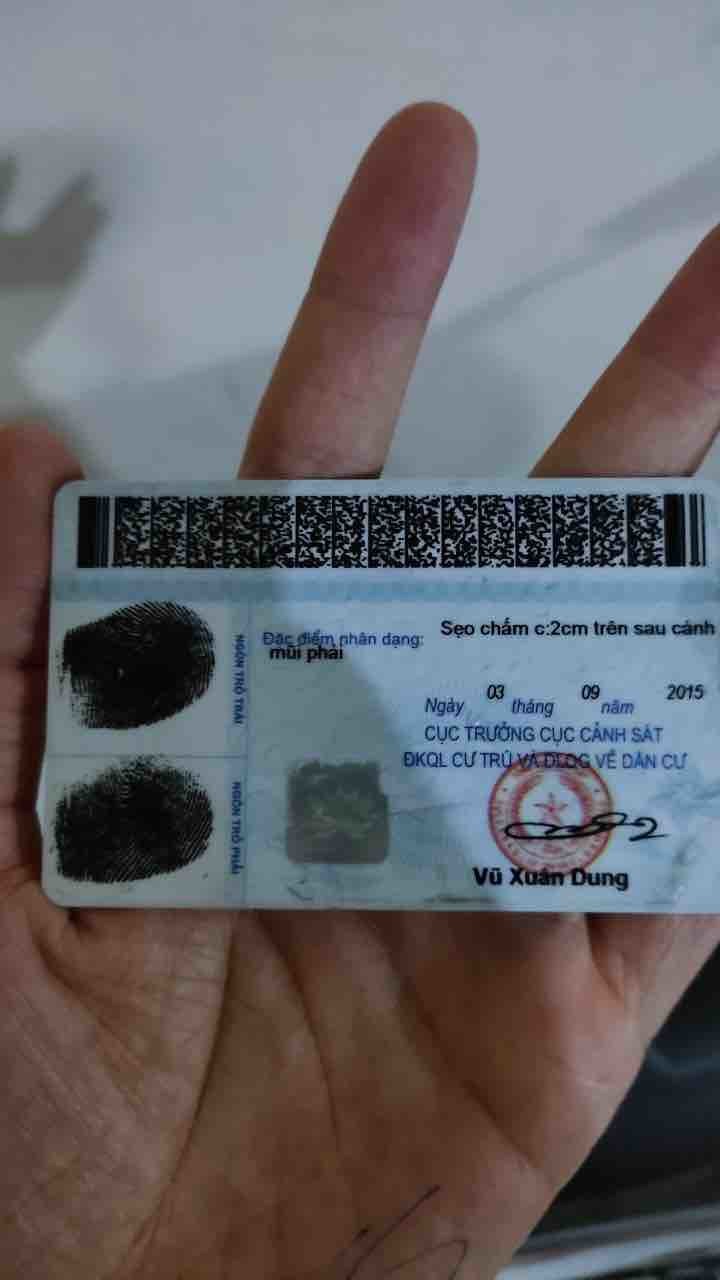 Đặc điểm nhân dạng: Sẹo chấm c:2cm trên sau cánh
mũi phải
Ngày 03 tháng 09 năm 2015
CỤC TRƯỞNG CỤC CẢNH SÁT
ĐKQL CƯ TRÚ VÀ DLQG VỀ DÂN CƯ
Vũ Xuân Dung
NGÓN TRỎ TRÁI
NGÓN TRỎ PHẢI